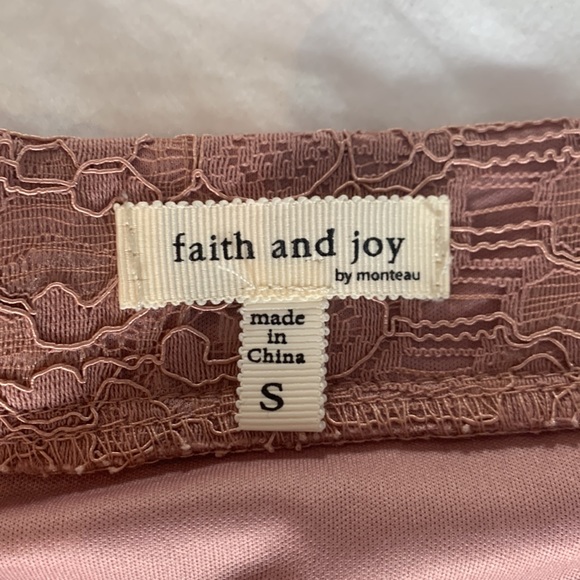 faith and joy
by monteau
made
in
China
S